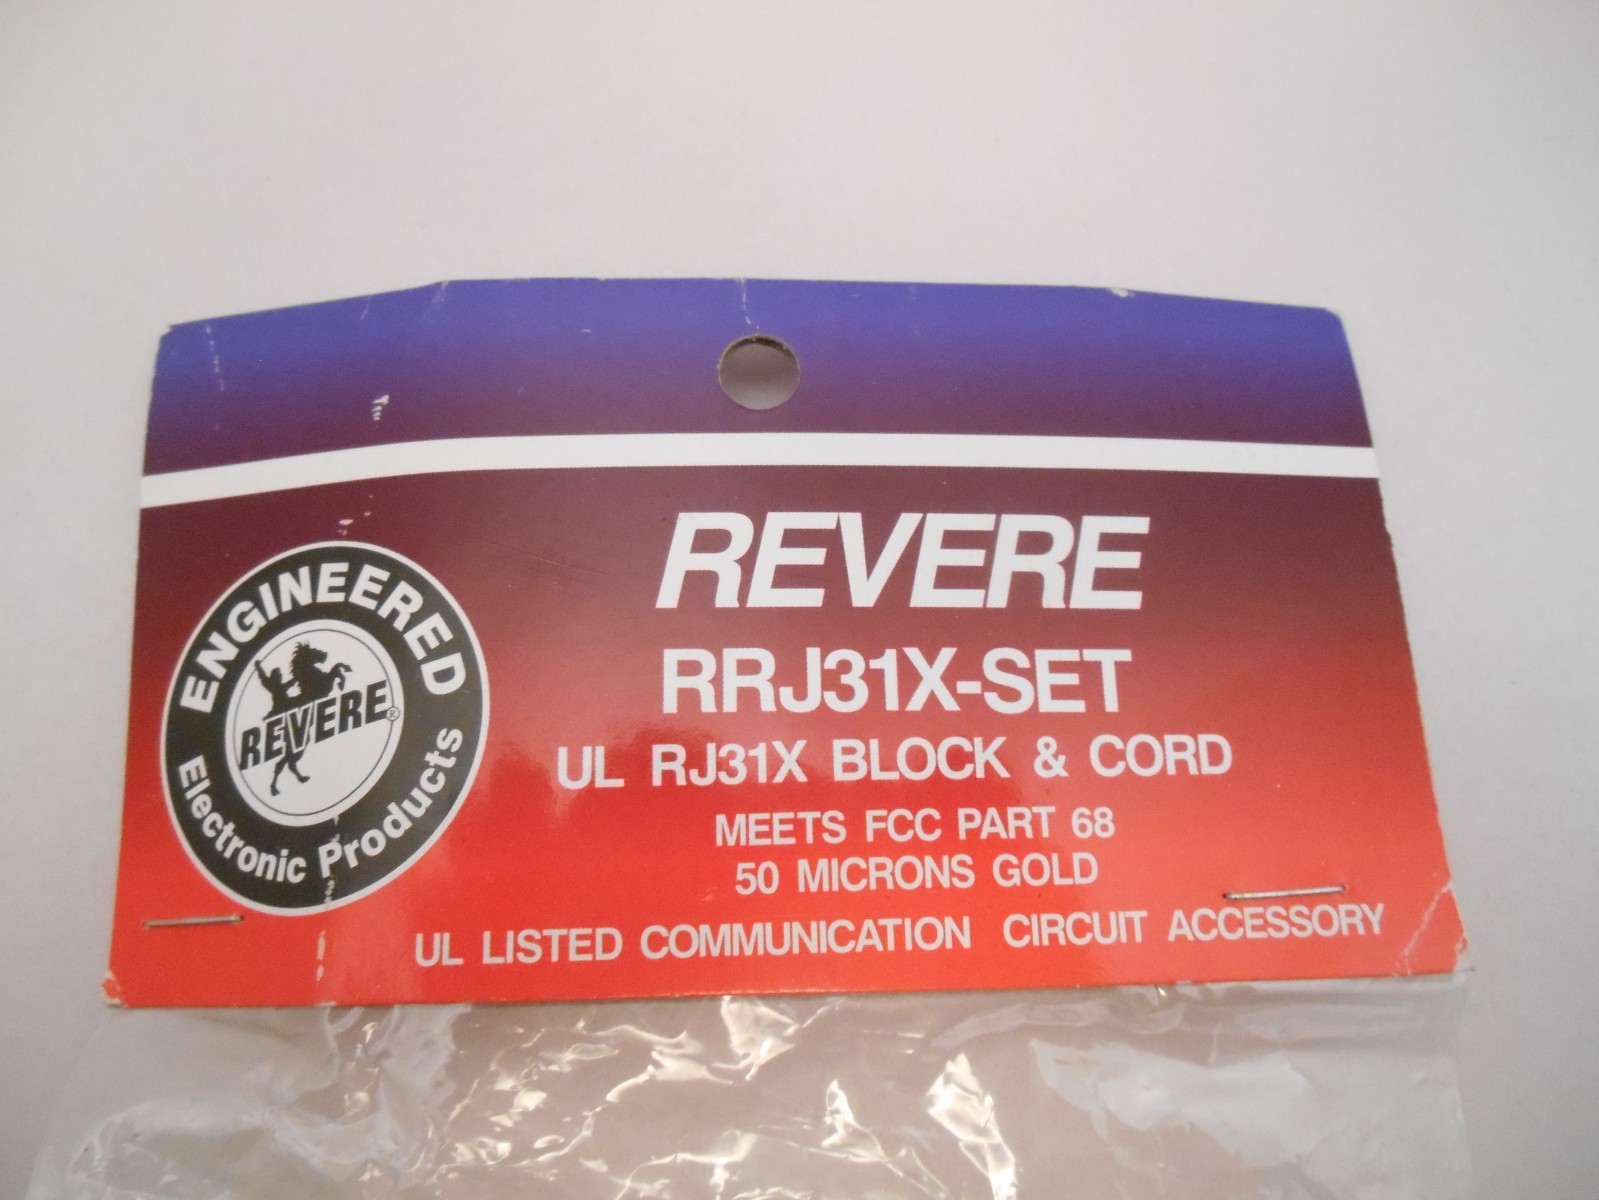 REVERE
RRJ31X-SET
UL RJ31X BLOCK & CORD
MEETS FCC PART 68
50 MICRONS GOLD
UL LISTED COMMUNICATION CIRCUIT ACCESSORY
ENGINEERED
REVERE®
Electronic Products